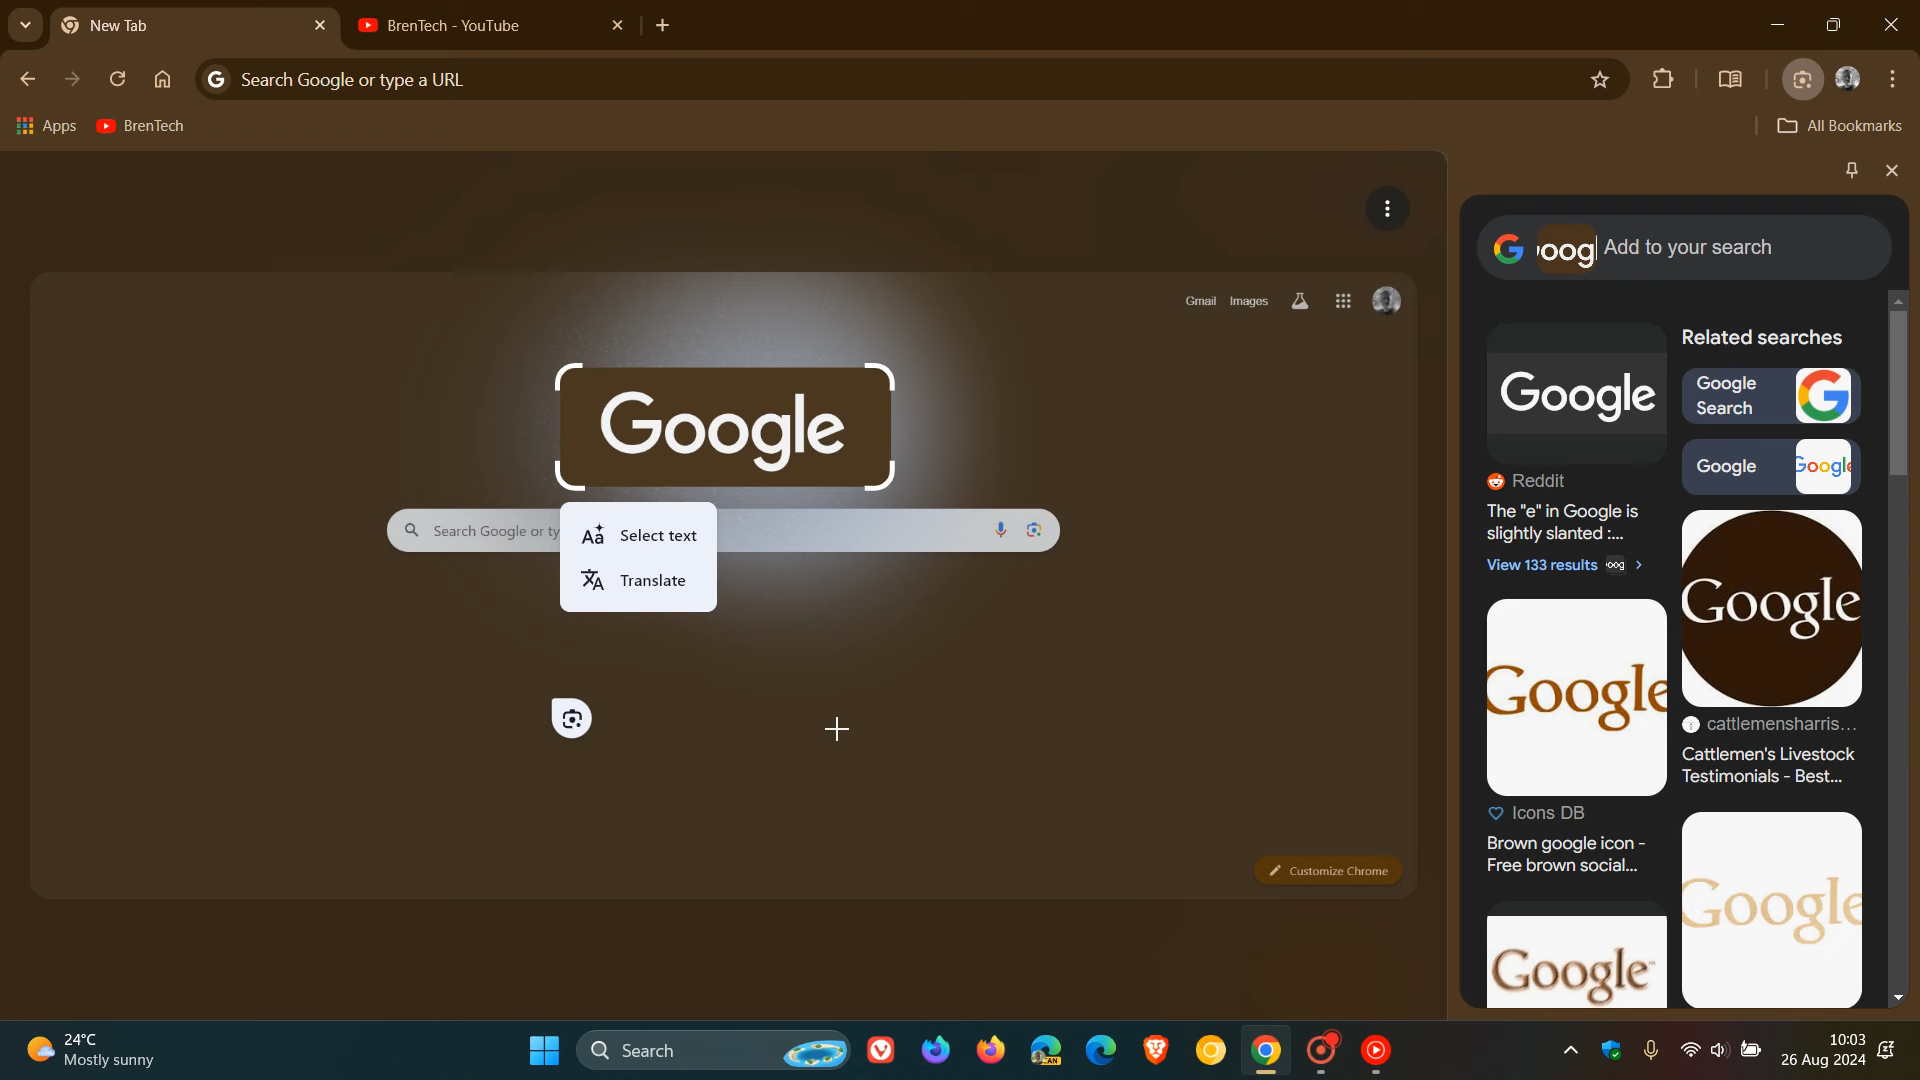 New Tab
BrenTech - YouTube
Search Google or type a URL
Apps
BrenTech
All Bookmarks
Gmail
Images
Google
Search Google or ty
Select text
Translate
Customize Chrome
Add to your search
Google
Reddit
The "e" in Google is
slightly slanted :...
View 133 results
Google
Icons DB
Brown google icon -
Free brown social...
Google
Related searches
Google
Search
Google
Google
Google
cattlemensharris...
Cattlemen's Livestock
Testimonials - Best...
Google
24°C
Mostly sunny
Search
CAN
10:03
26 Aug 2024